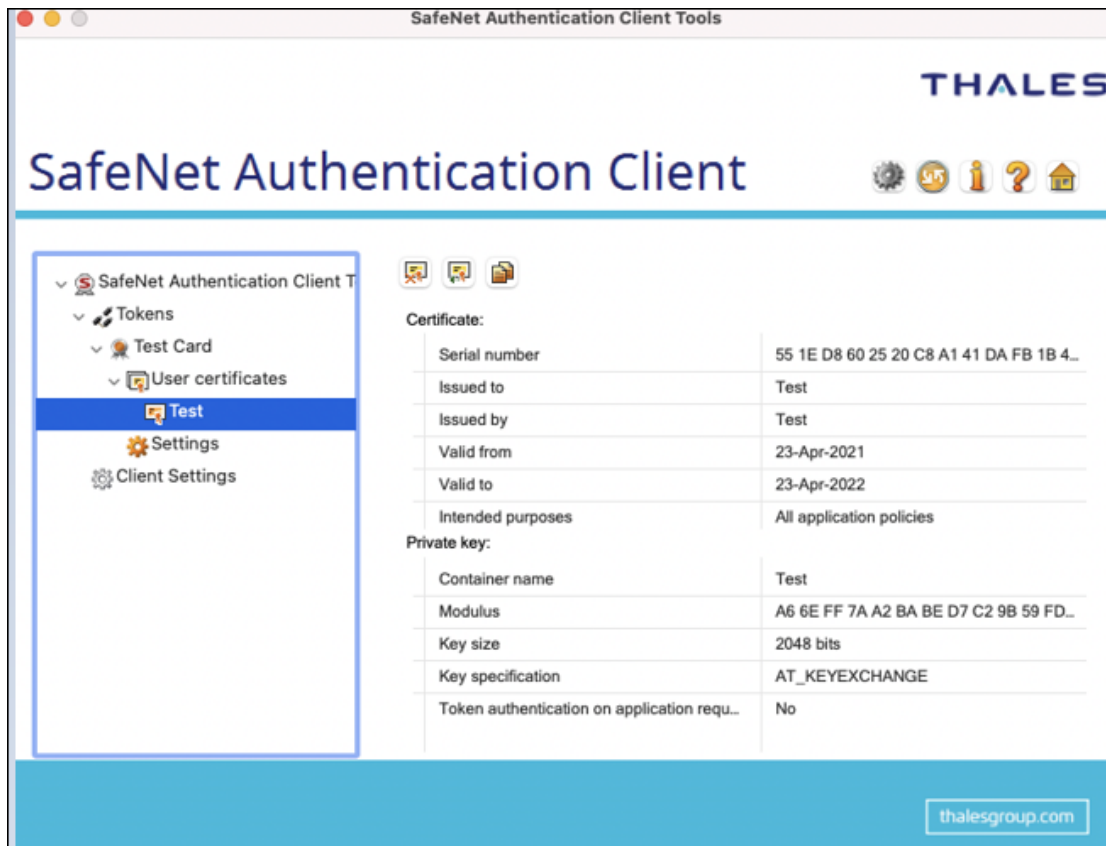 SafeNet Authentication Client Tools
THALES
SafeNet Authentication Client
SafeNet Authentication Client T
Tokens
Test Card
User certificates
Test
Settings
Client Settings
Certificate:
Serial number 55 1E D8 60 25 20 C8 A1 41 DA FB 1B 4...
Issued to Test
Issued by Test
Valid from 23-Apr-2021
Valid to 23-Apr-2022
Intended purposes All application policies
Private key:
Container name Test
Modulus A6 6E FF 7A A2 BA BE D7 C2 9B 59 FD...
Key size 2048 bits
Key specification AT_KEYEXCHANGE
Token authentication on application requ... No
thalesgroup.com